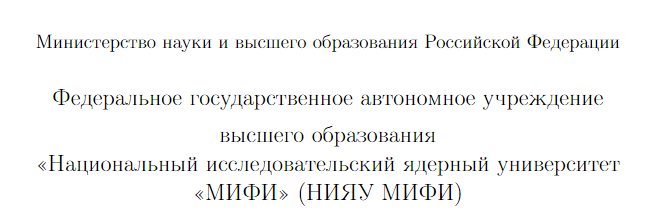 Министерство науки и высшего образования Российской Федерации
Федеральное государственное автономное учреждение
высшего образования
«Национальный исследовательский ядерный университет
«МИФИ» (НИЯУ МИФИ)